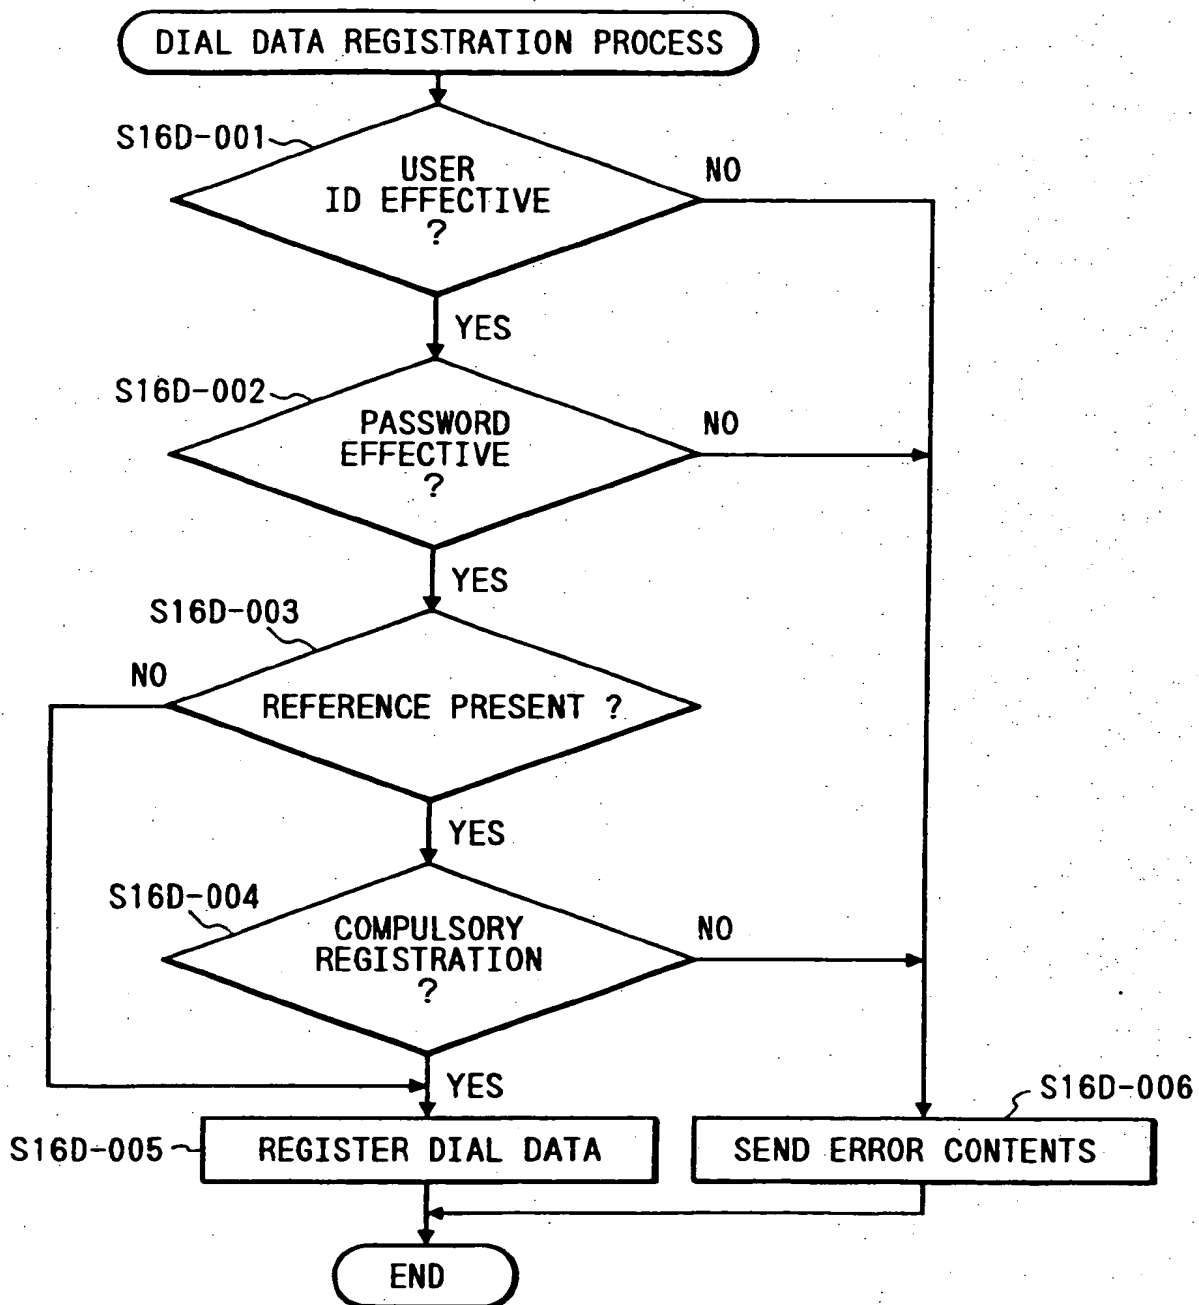 DIAL DATA REGISTRATION PROCESS
S16D-001
USER
ID EFFECTIVE
?
NO
YES
S16D-002
PASSWORD
EFFECTIVE
?
NO
YES
S16D-003
NO
REFERENCE PRESENT ?
YES
S16D-004
COMPULSORY
REGISTRATION
?
NO
YES
S16D-006
S16D-005
REGISTER DIAL DATA
SEND ERROR CONTENTS
END